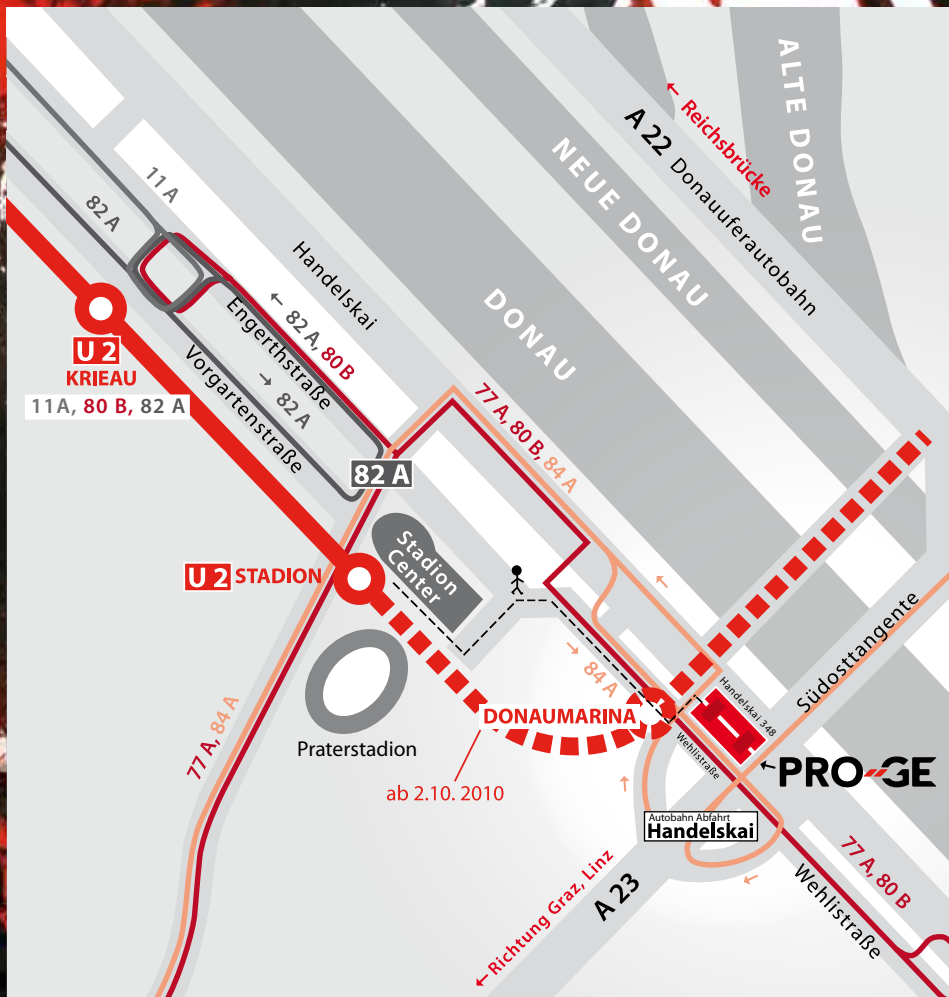 ALTE DONAU
← Reichsbrücke
A 22 Donauuferautobahn
NEUE DONAU
DONAU
11 A
82 A
Handelskai
← 82 A, 80 B
Engerthstraße
→ 82 A
Vorgartenstraße
U 2
KRIEAU
11A, 80 B, 82 A
77 A, 80 B, 84 A
82 A
Stadion
Center
U 2 STADION
←
Südosttangente
→ 84 A
Handelskai 348
DONAUMARINA
Wehlistraße
Praterstadion
77 A, 84 A
← PRO-GE
ab 2.10. 2010
Autobahn Abfahrt
Handelskai
77 A, 80 B
Wehlistraße
A 23
← Richtung Graz, Linz